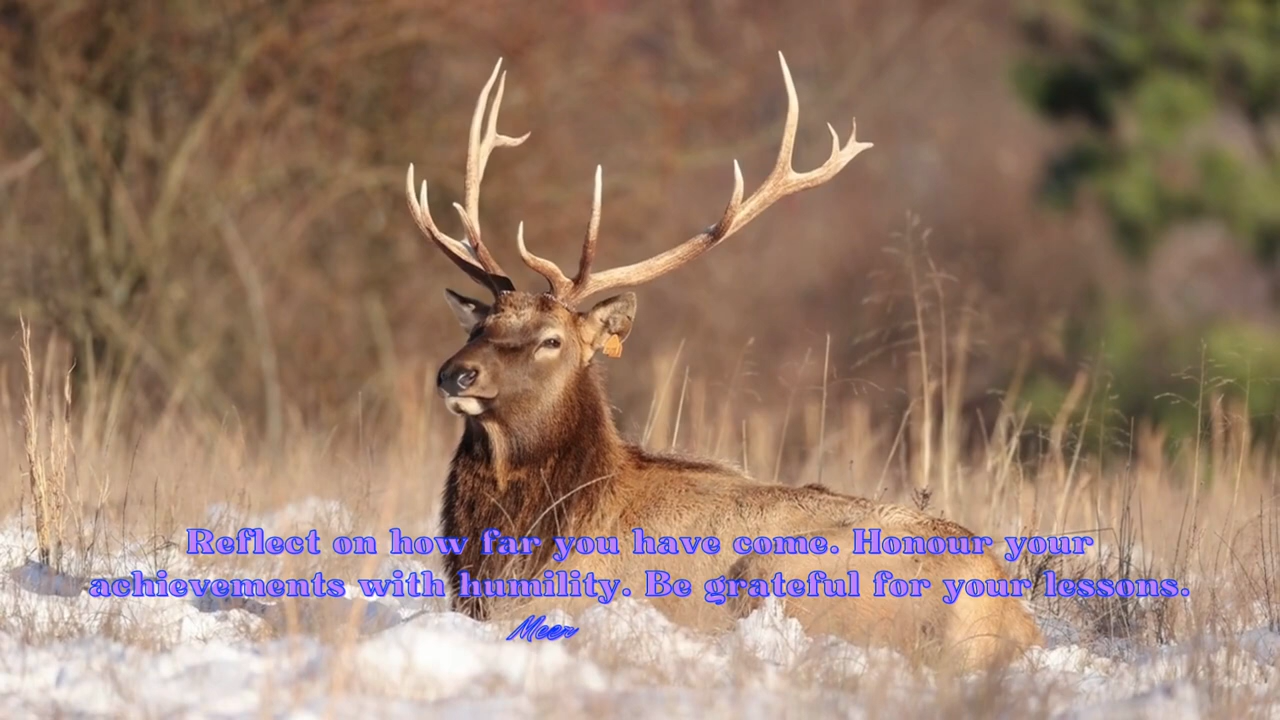 Reflect on how far you have come. Honour your
achievements with humility. Be grateful for your lessons.
Meer